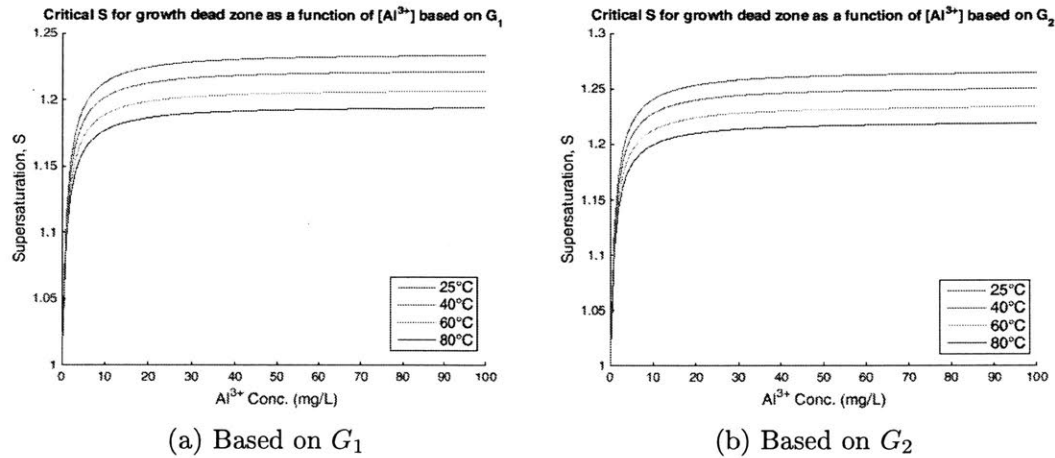 Critical S for growth dead zone as a function of [Al³⁺] based on G₁
1.25
1.2
1.15
1.1
1.05
1
Supersaturation, S
0 10 20 30 40 50 60 70 80 90 100
Al³⁺ Conc. (mg/L)
25°C
40°C
60°C
80°C
(a) Based on G₁
Critical S for growth dead zone as a function of [Al³⁺] based on G₂
1.3
1.25
1.2
1.15
1.1
1.05
1
Supersaturation, S
0 10 20 30 40 50 60 70 80 90 100
Al³⁺ Conc. (mg/L)
25°C
40°C
60°C
80°C
(b) Based on G₂